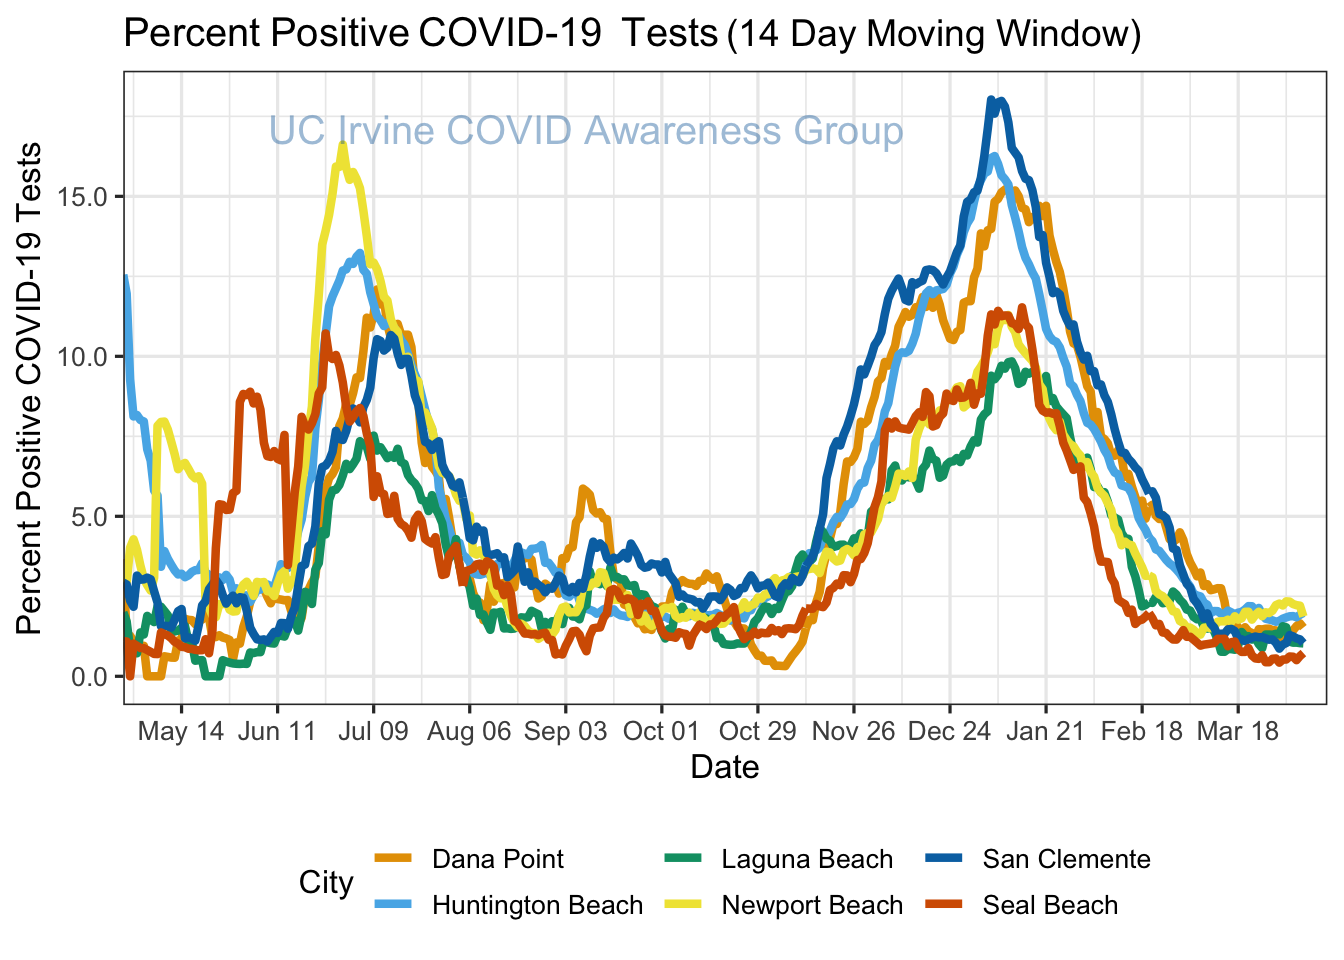 Percent Positive COVID-19 Tests (14 Day Moving Window)
UC Irvine COVID Awareness Group
Percent Positive COVID-19 Tests
15.0
10.0
5.0
0.0
May 14 Jun 11 Jul 09 Aug 06 Sep 03 Oct 01 Oct 29 Nov 26 Dec 24 Jan 21 Feb 18 Mar 18
Date
City
Dana Point Laguna Beach San Clemente
Huntington Beach Newport Beach Seal Beach